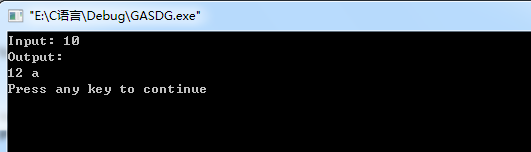 "E:\C语言\Debug\GASDG.exe"
Input: 10
Output:
12 a
Press any key to continue